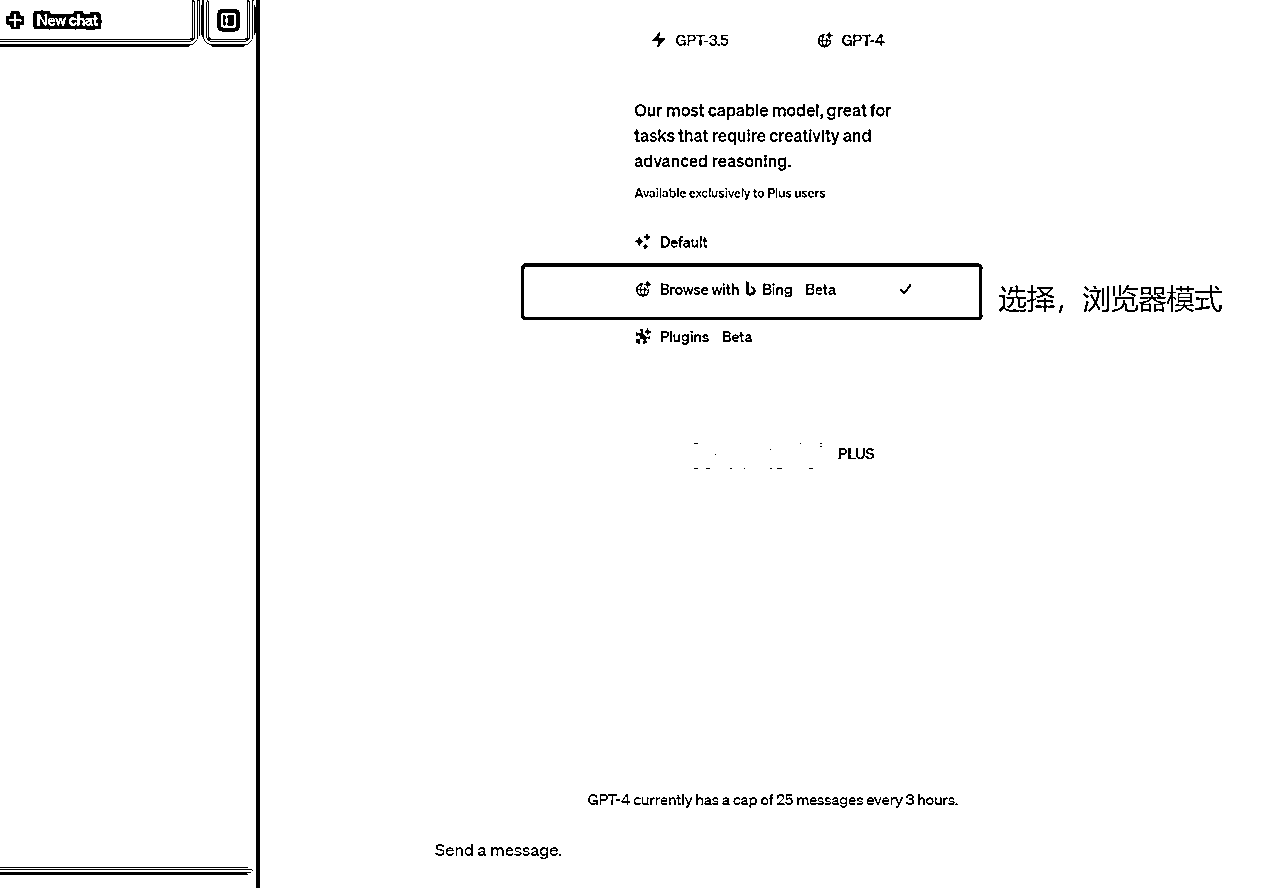 New chat
GPT-3.5 GPT-4
Our most capable model, great for
tasks that require creativity and
advanced reasoning.
Available exclusively to Plus users
Default
Browse with Bing Beta
选择，浏览器模式
Plugins Beta
PLUS
GPT-4 currently has a cap of 25 messages every 3 hours.
Send a message.